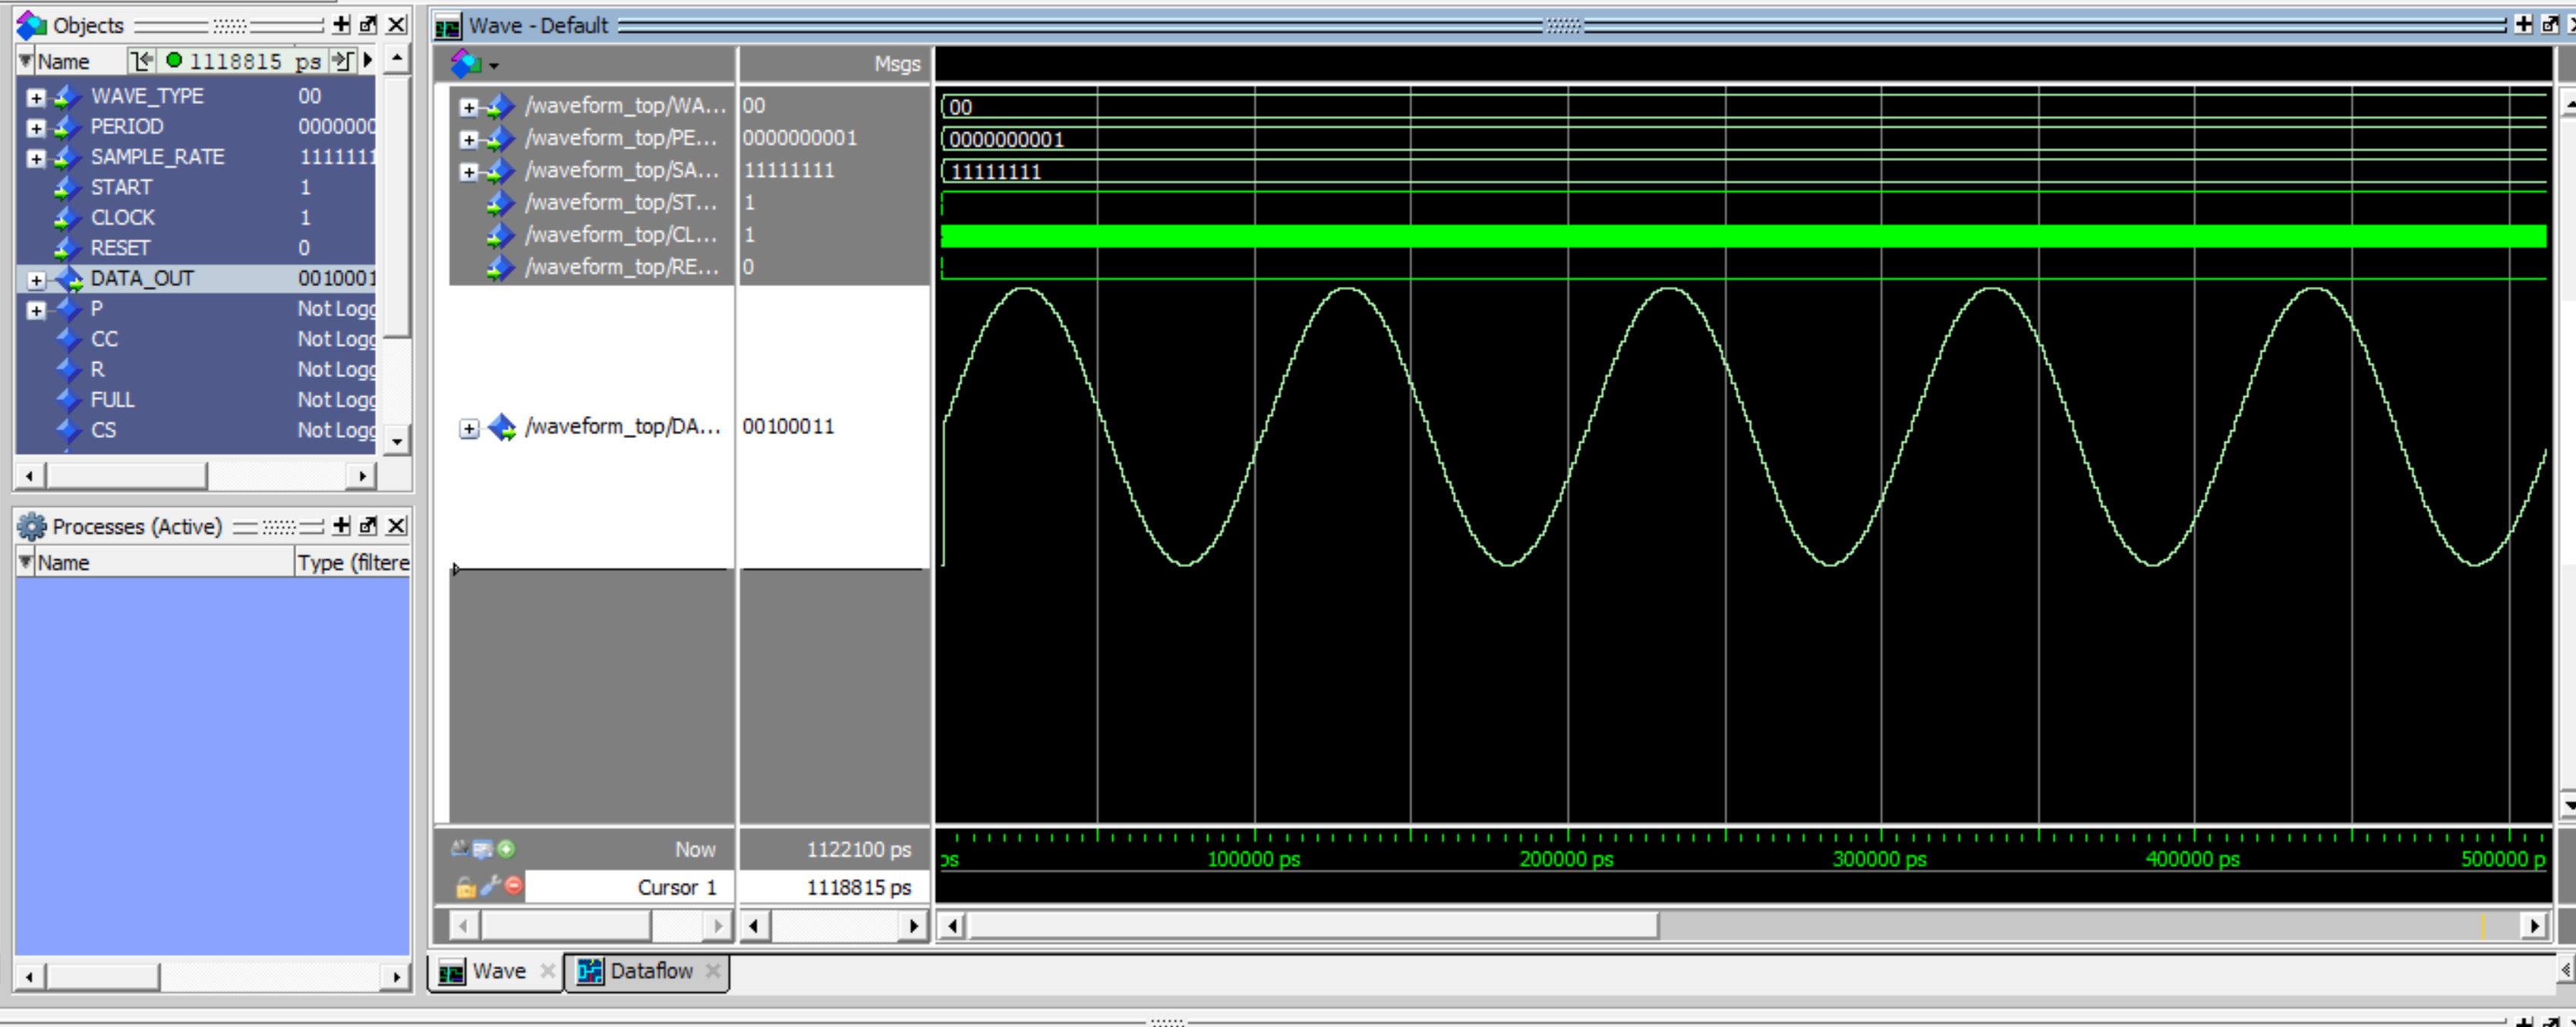 Objects
Name 1118815 ps
WAVE_TYPE 00
PERIOD 0000000
SAMPLE_RATE 1111111
START 1
CLOCK 1
RESET 0
DATA_OUT 0010001
P Not Logg
CC Not Logg
R Not Logg
FULL Not Logg
CS Not Logg
Processes (Active)
Name Type (filtere
Wave - Default
Msgs
/waveform_top/WA... 00 00
/waveform_top/PE... 0000000001 0000000001
/waveform_top/SA... 11111111 11111111
/waveform_top/ST... 1
/waveform_top/CL... 1
/waveform_top/RE... 0
/waveform_top/DA... 00100011
Now 1122100 ps
ps 100000 ps 200000 ps 300000 ps 400000 ps 500000 p
Cursor 1 1118815 ps
Wave Dataflow